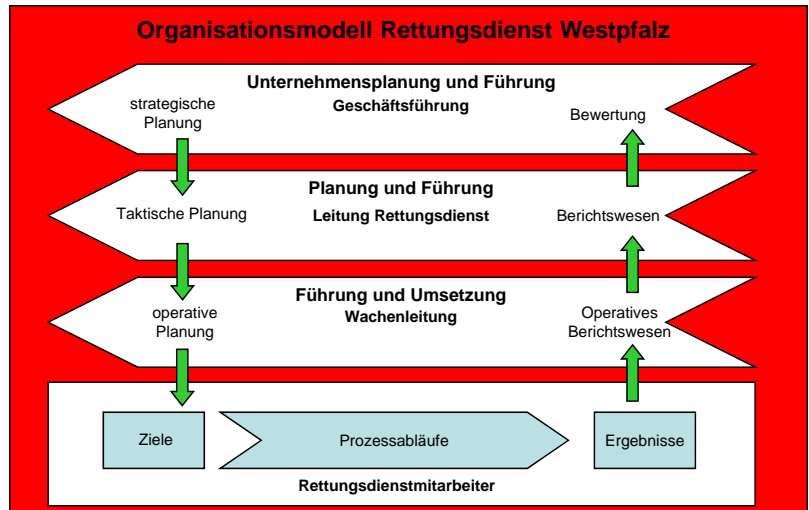 Organisationsmodell Rettungsdienst Westpfalz
Unternehmensplanung und Führung
Geschäftsführung
strategische
Planung
Bewertung
Planung und Führung
Taktische Planung
Leitung Rettungsdienst
Berichtswesen
Führung und Umsetzung
Wachenleitung
operative
Planung
Operatives
Berichtswesen
Ziele
Prozessabläufe
Ergebnisse
Rettungsdienstmitarbeiter